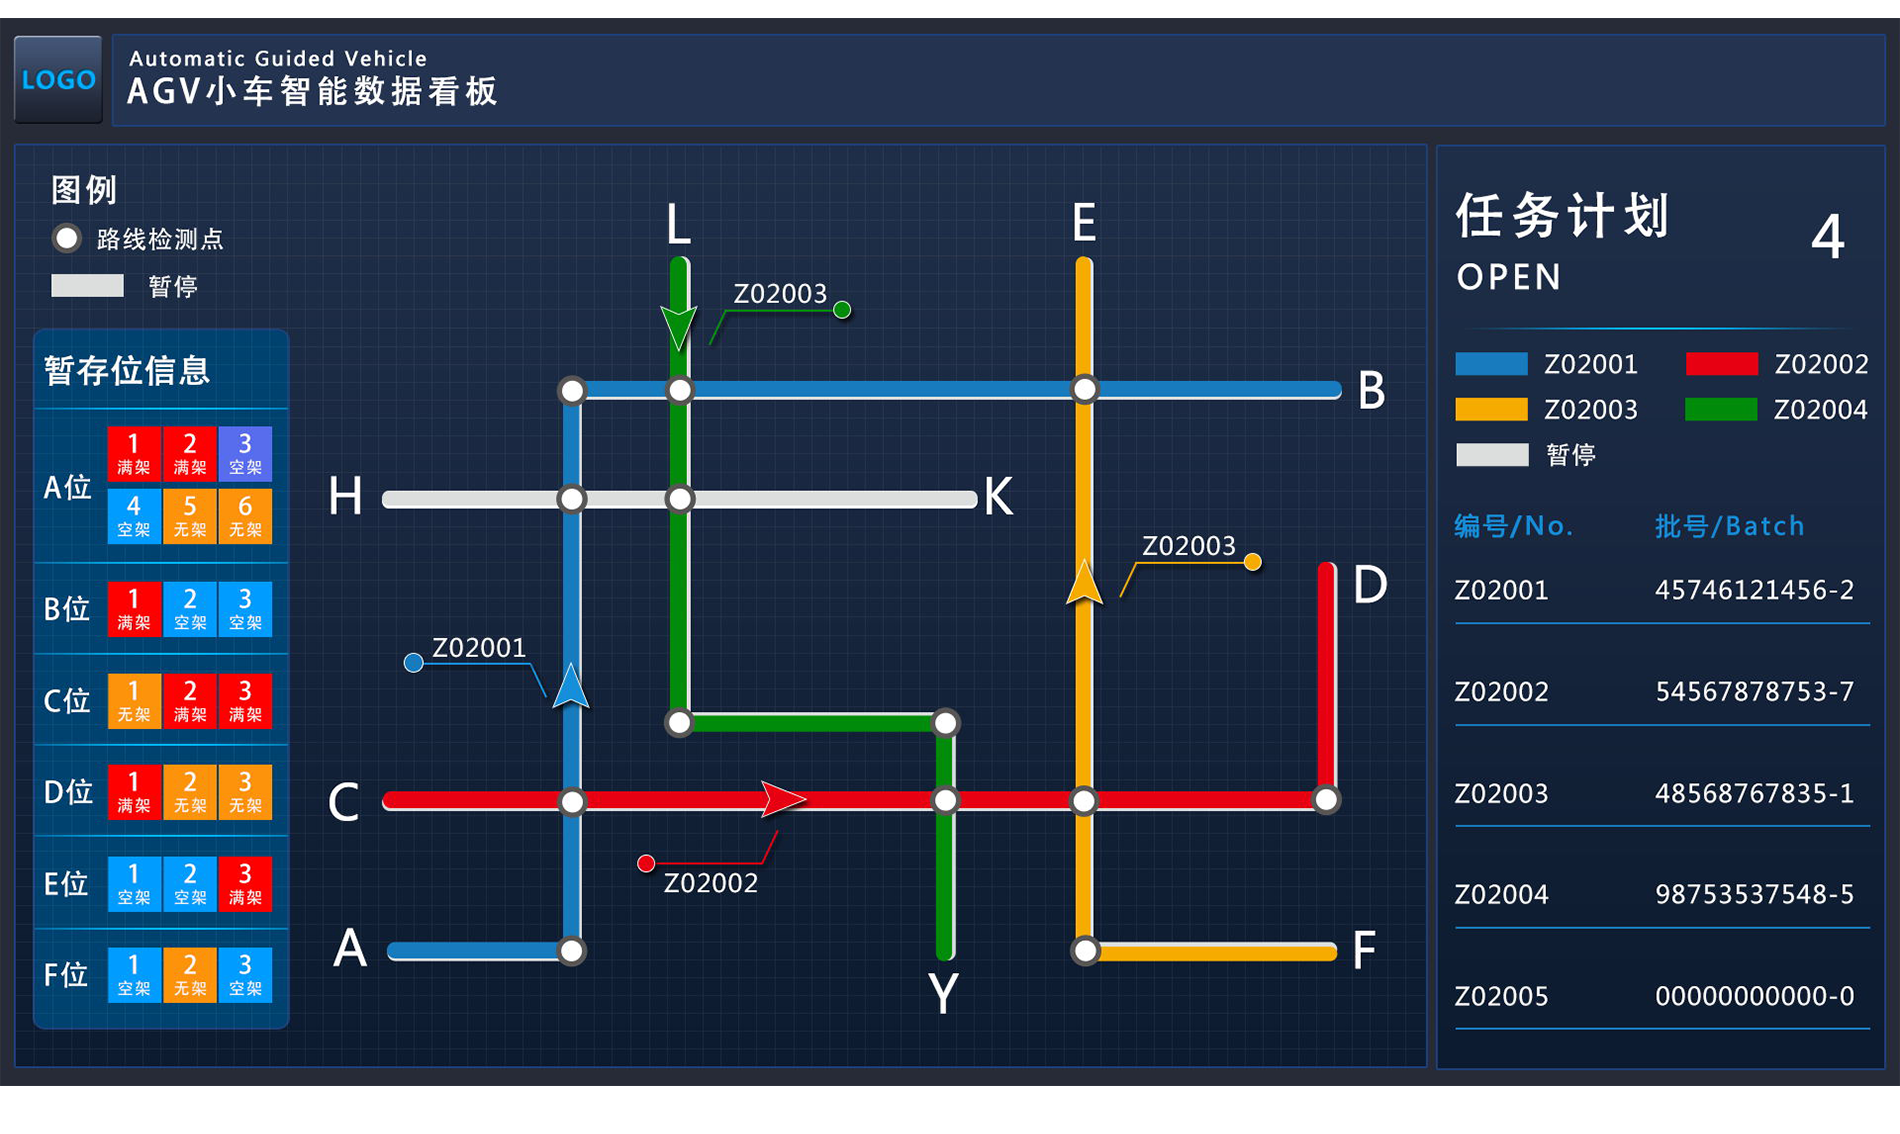 LOGO
Automatic Guided Vehicle
AGV小车智能数据看板
图例
路线检测点
暂停
暂存位信息
A位
1 2 3
满架 满架 空架
4 5 6
空架 无架 无架
B位
1 2 3
满架 空架 空架
C位
1 2 3
无架 满架 满架
D位
1 2 3
满架 无架 无架
E位
1 2 3
空架 空架 满架
F位
1 2 3
空架 无架 空架
L
E
Z02003
B
H
K
Z02003
D
Z02001
C
Z02002
A
F
Y
任务计划
4
OPEN
Z02001 Z02002
Z02003 Z02004
暂停
编号/No. 批号/Batch
Z02001 45746121456-2
Z02002 54567878753-7
Z02003 48568767835-1
Z02004 98753537548-5
Z02005 00000000000-0